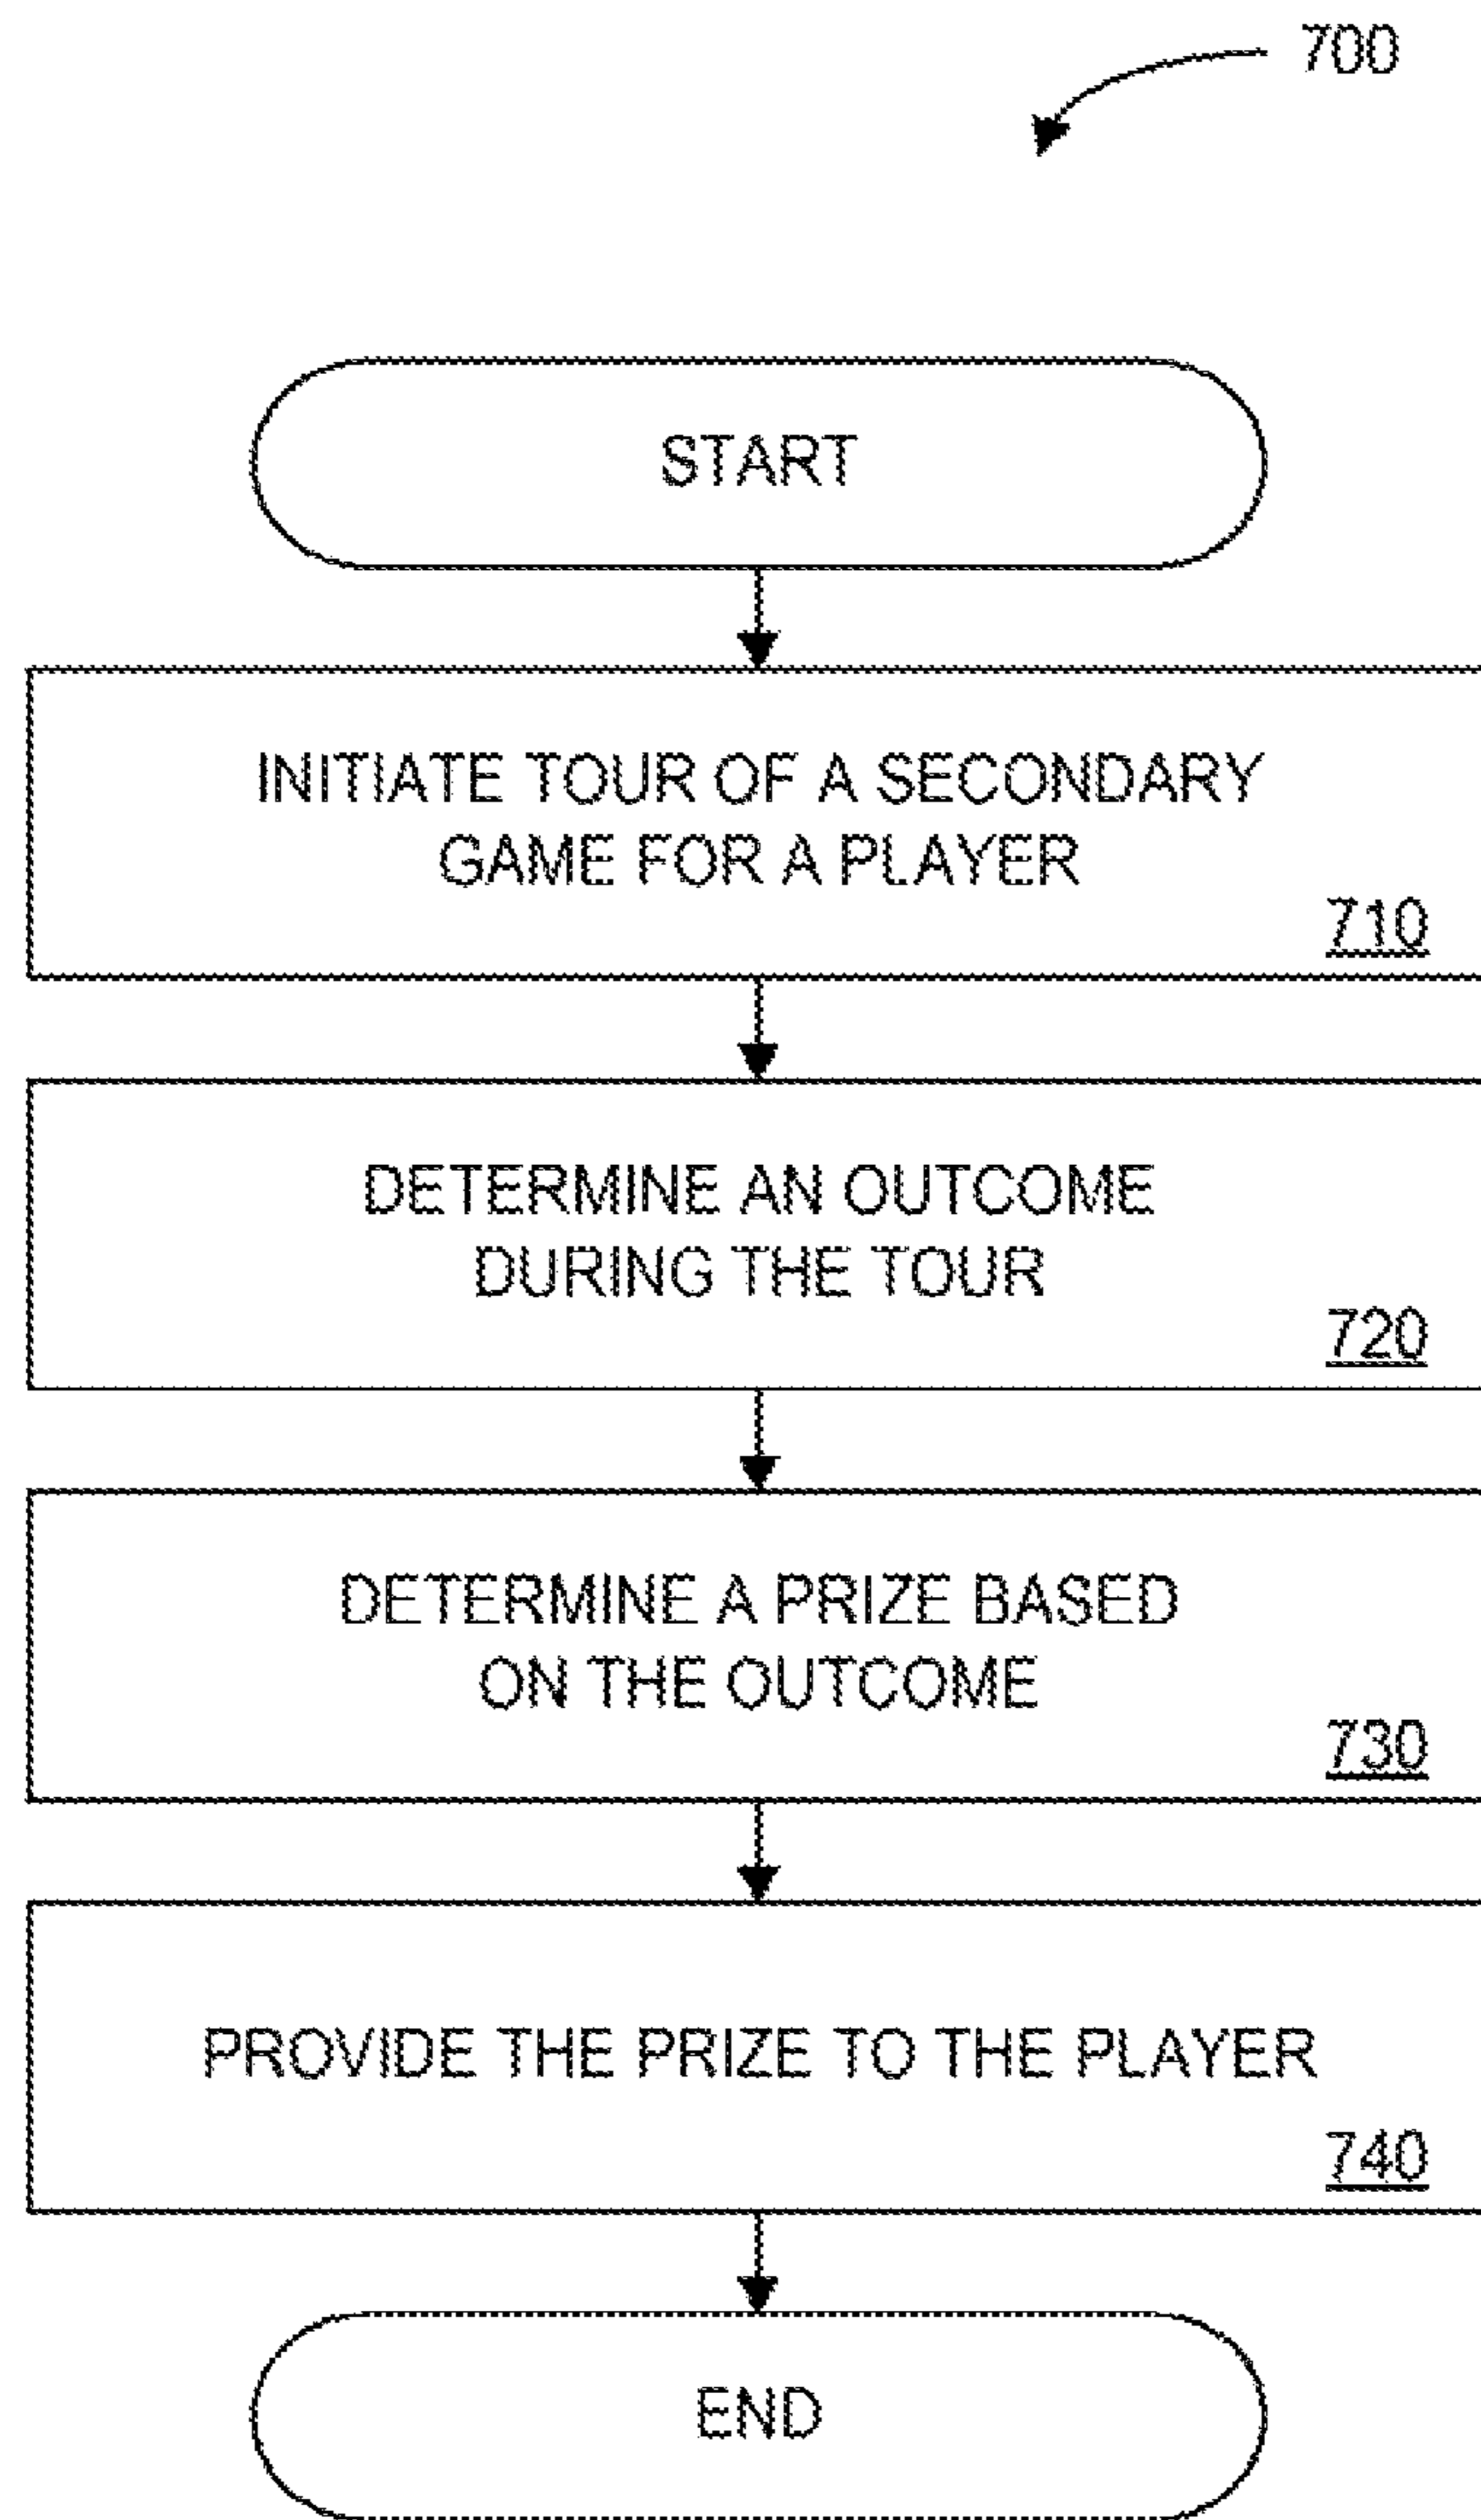 700
START
INITIATE TOUR OF A SECONDARY
GAME FOR A PLAYER
710
DETERMINE AN OUTCOME
DURING THE TOUR
720
DETERMINE A PRIZE BASED
ON THE OUTCOME
730
PROVIDE THE PRIZE TO THE PLAYER
740
END